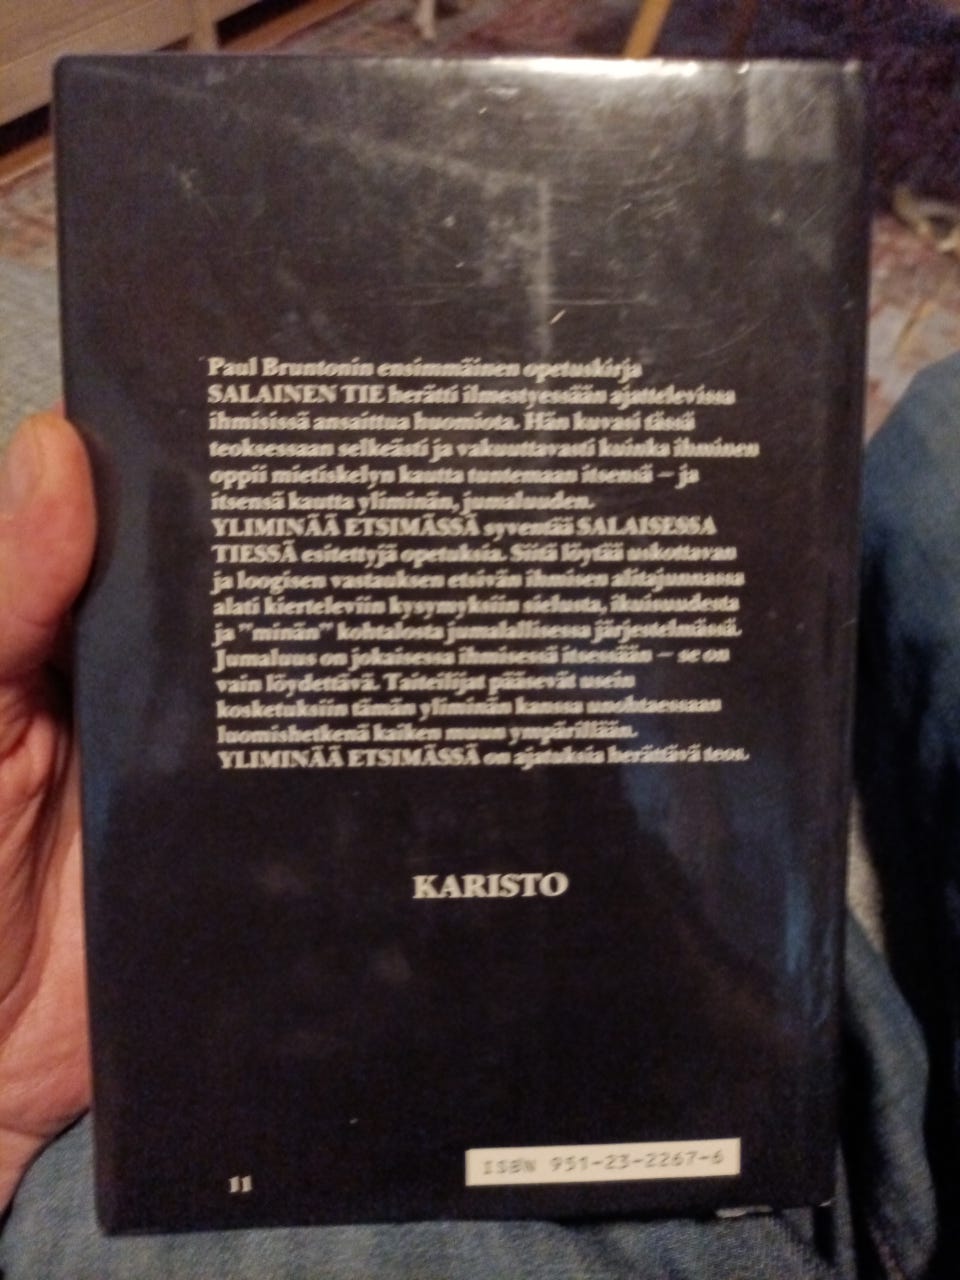 Paul Bruntonin ensimmäinen opetuskirja
SALAINEN TIE herätti ilmestyessään ajattelevissa
ihmisissä ansaittua huomiota. Hän kuvasi tässä
teoksessaan selkeästi ja vakuuttavasti kuinka ihminen
oppii mietiskelyn kautta tuntemaan itsensä – ja
itsensä kautta yliminän, jumaluuden.
YLIMINÄÄ ETSIMÄSSÄ syventää SALAISESSA
TIESSÄ esitettyjä opetuksia. Siitä löytää uskottavan
ja loogisen vastauksen etsivän ihmisen alitajunnassa
alati kierteleviin kysymyksiin sielusta, ikuisuudesta
ja "minän" kohtalosta jumalallisessa järjestelmässä.
Jumaluus on jokaisessa ihmisessä itsessään – se on
vain löydettävä. Taiteilijat pääsevät usein
kosketuksiin tämän yliminän kanssa unohtaessaan
luomishetkenä kaiken muun ympärillään.
YLIMINÄÄ ETSIMÄSSÄ on ajatuksia herättävä teos.
KARISTO
11
ISBN 951-23-2267-6